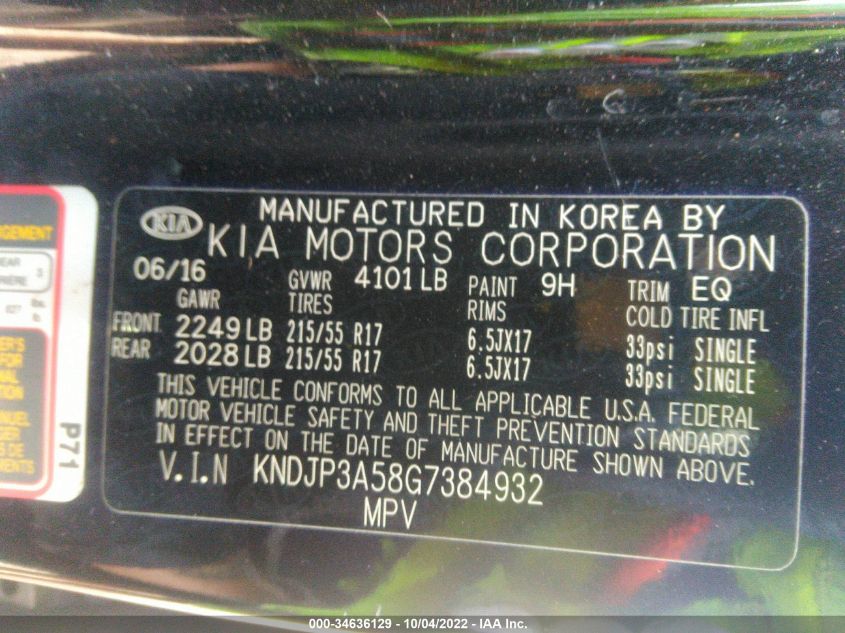 KIA
MANUFACTURED IN KOREA BY
KIA MOTORS CORPORATION
06/16 GVWR 4101 LB PAINT 9H TRIM EQ
GAWR TIRES RIMS COLD TIRE INFL
FRONT 2249 LB 215/55 R17 6.5JX17 33psi SINGLE
REAR 2028 LB 215/55 R17 6.5JX17 33psi SINGLE
THIS VEHICLE CONFORMS TO ALL APPLICABLE U.S.A. FEDERAL
MOTOR VEHICLE SAFETY AND THEFT PREVENTION STANDARDS
IN EFFECT ON THE DATE OF MANUFACTURE SHOWN ABOVE.
V.I.N KNDJP3A58G7384932
MPV
P71
000-34636129 - 10/04/2022 - IAA Inc.